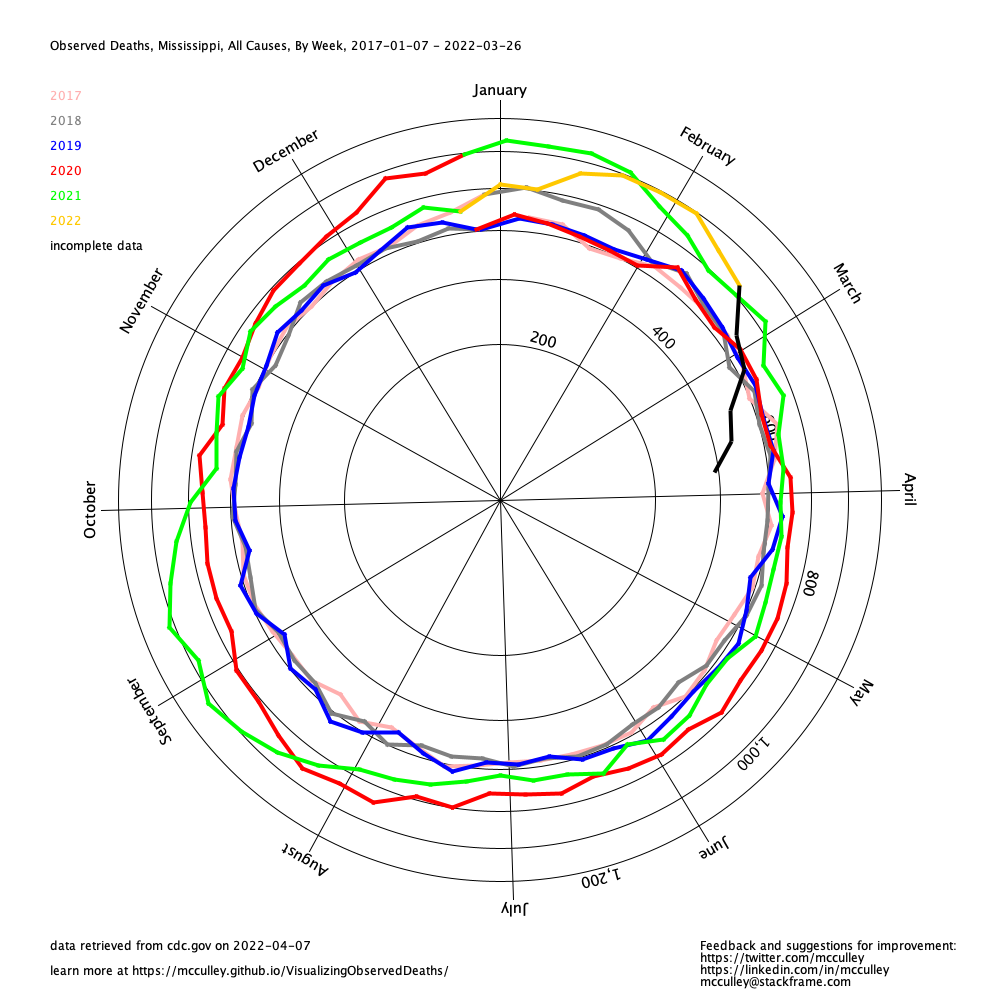 Observed Deaths, Mississippi, All Causes, By Week, 2017-01-07 - 2022-03-26
January
2017
2018
2019
2020
2021
2022
incomplete data
December
February
November
March
200
400
October
April
800
September
May
1,000
August
June
1,200
July
data retrieved from cdc.gov on 2022-04-07
learn more at https://mcculley.github.io/VisualizingObservedDeaths/
Feedback and suggestions for improvement:
https://twitter.com/mcculley
https://linkedin.com/in/mcculley
mcculley@stackframe.com